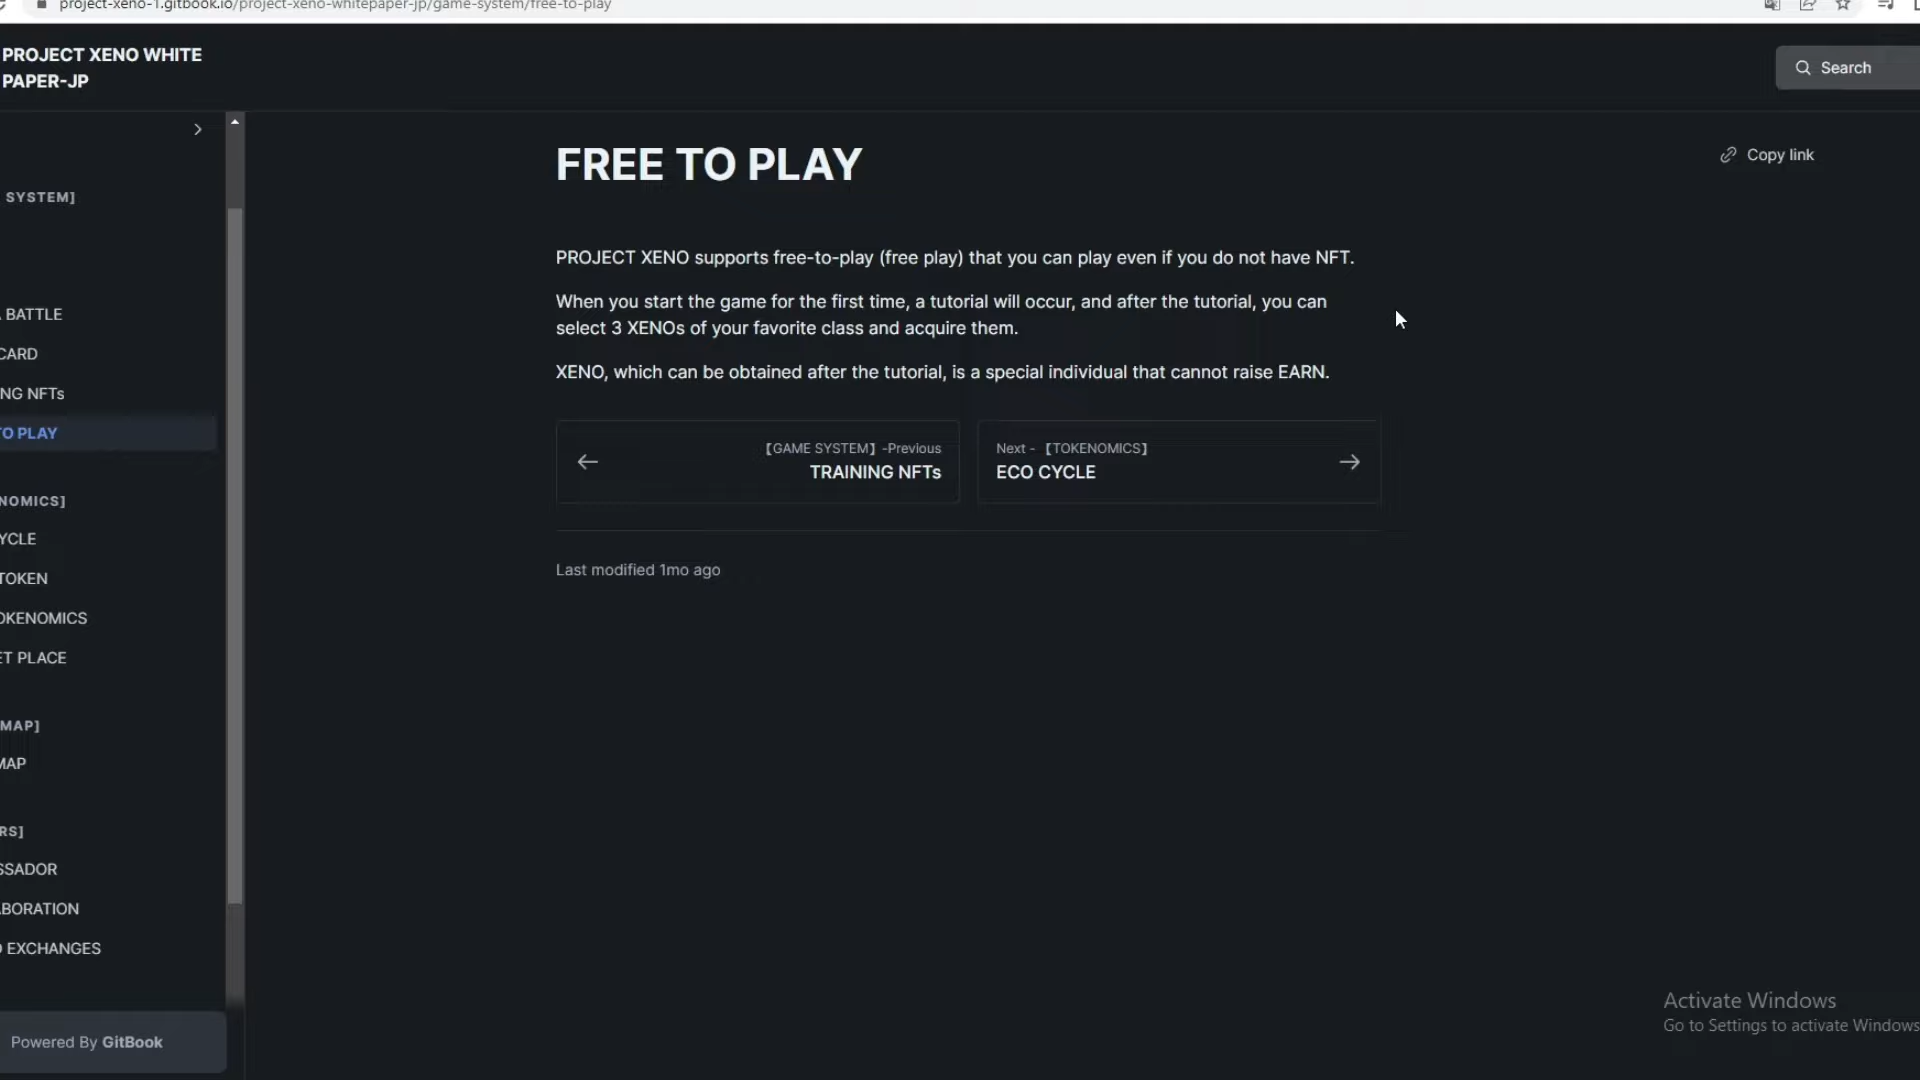 project-xeno-1.gitbook.io/project-xeno-whitepaper-jp/game-system/free-to-play
PROJECT XENO WHITE
PAPER-JP
Search
SYSTEM]
BATTLE
CARD
NG NFTs
TO PLAY
NOMICS]
YCLE
TOKEN
OKENOMICS
ET PLACE
MAP]
MAP
RS]
SSADOR
ABORATION
EXCHANGES
Powered By GitBook
FREE TO PLAY
Copy link
PROJECT XENO supports free-to-play (free play) that you can play even if you do not have NFT.
When you start the game for the first time, a tutorial will occur, and after the tutorial, you can
select 3 XENOs of your favorite class and acquire them.
XENO, which can be obtained after the tutorial, is a special individual that cannot raise EARN.
【GAME SYSTEM】 -Previous
TRAINING NFTs
Next - 【TOKENOMICS】
ECO CYCLE
Last modified 1mo ago
Activate Windows
Go to Settings to activate Windows